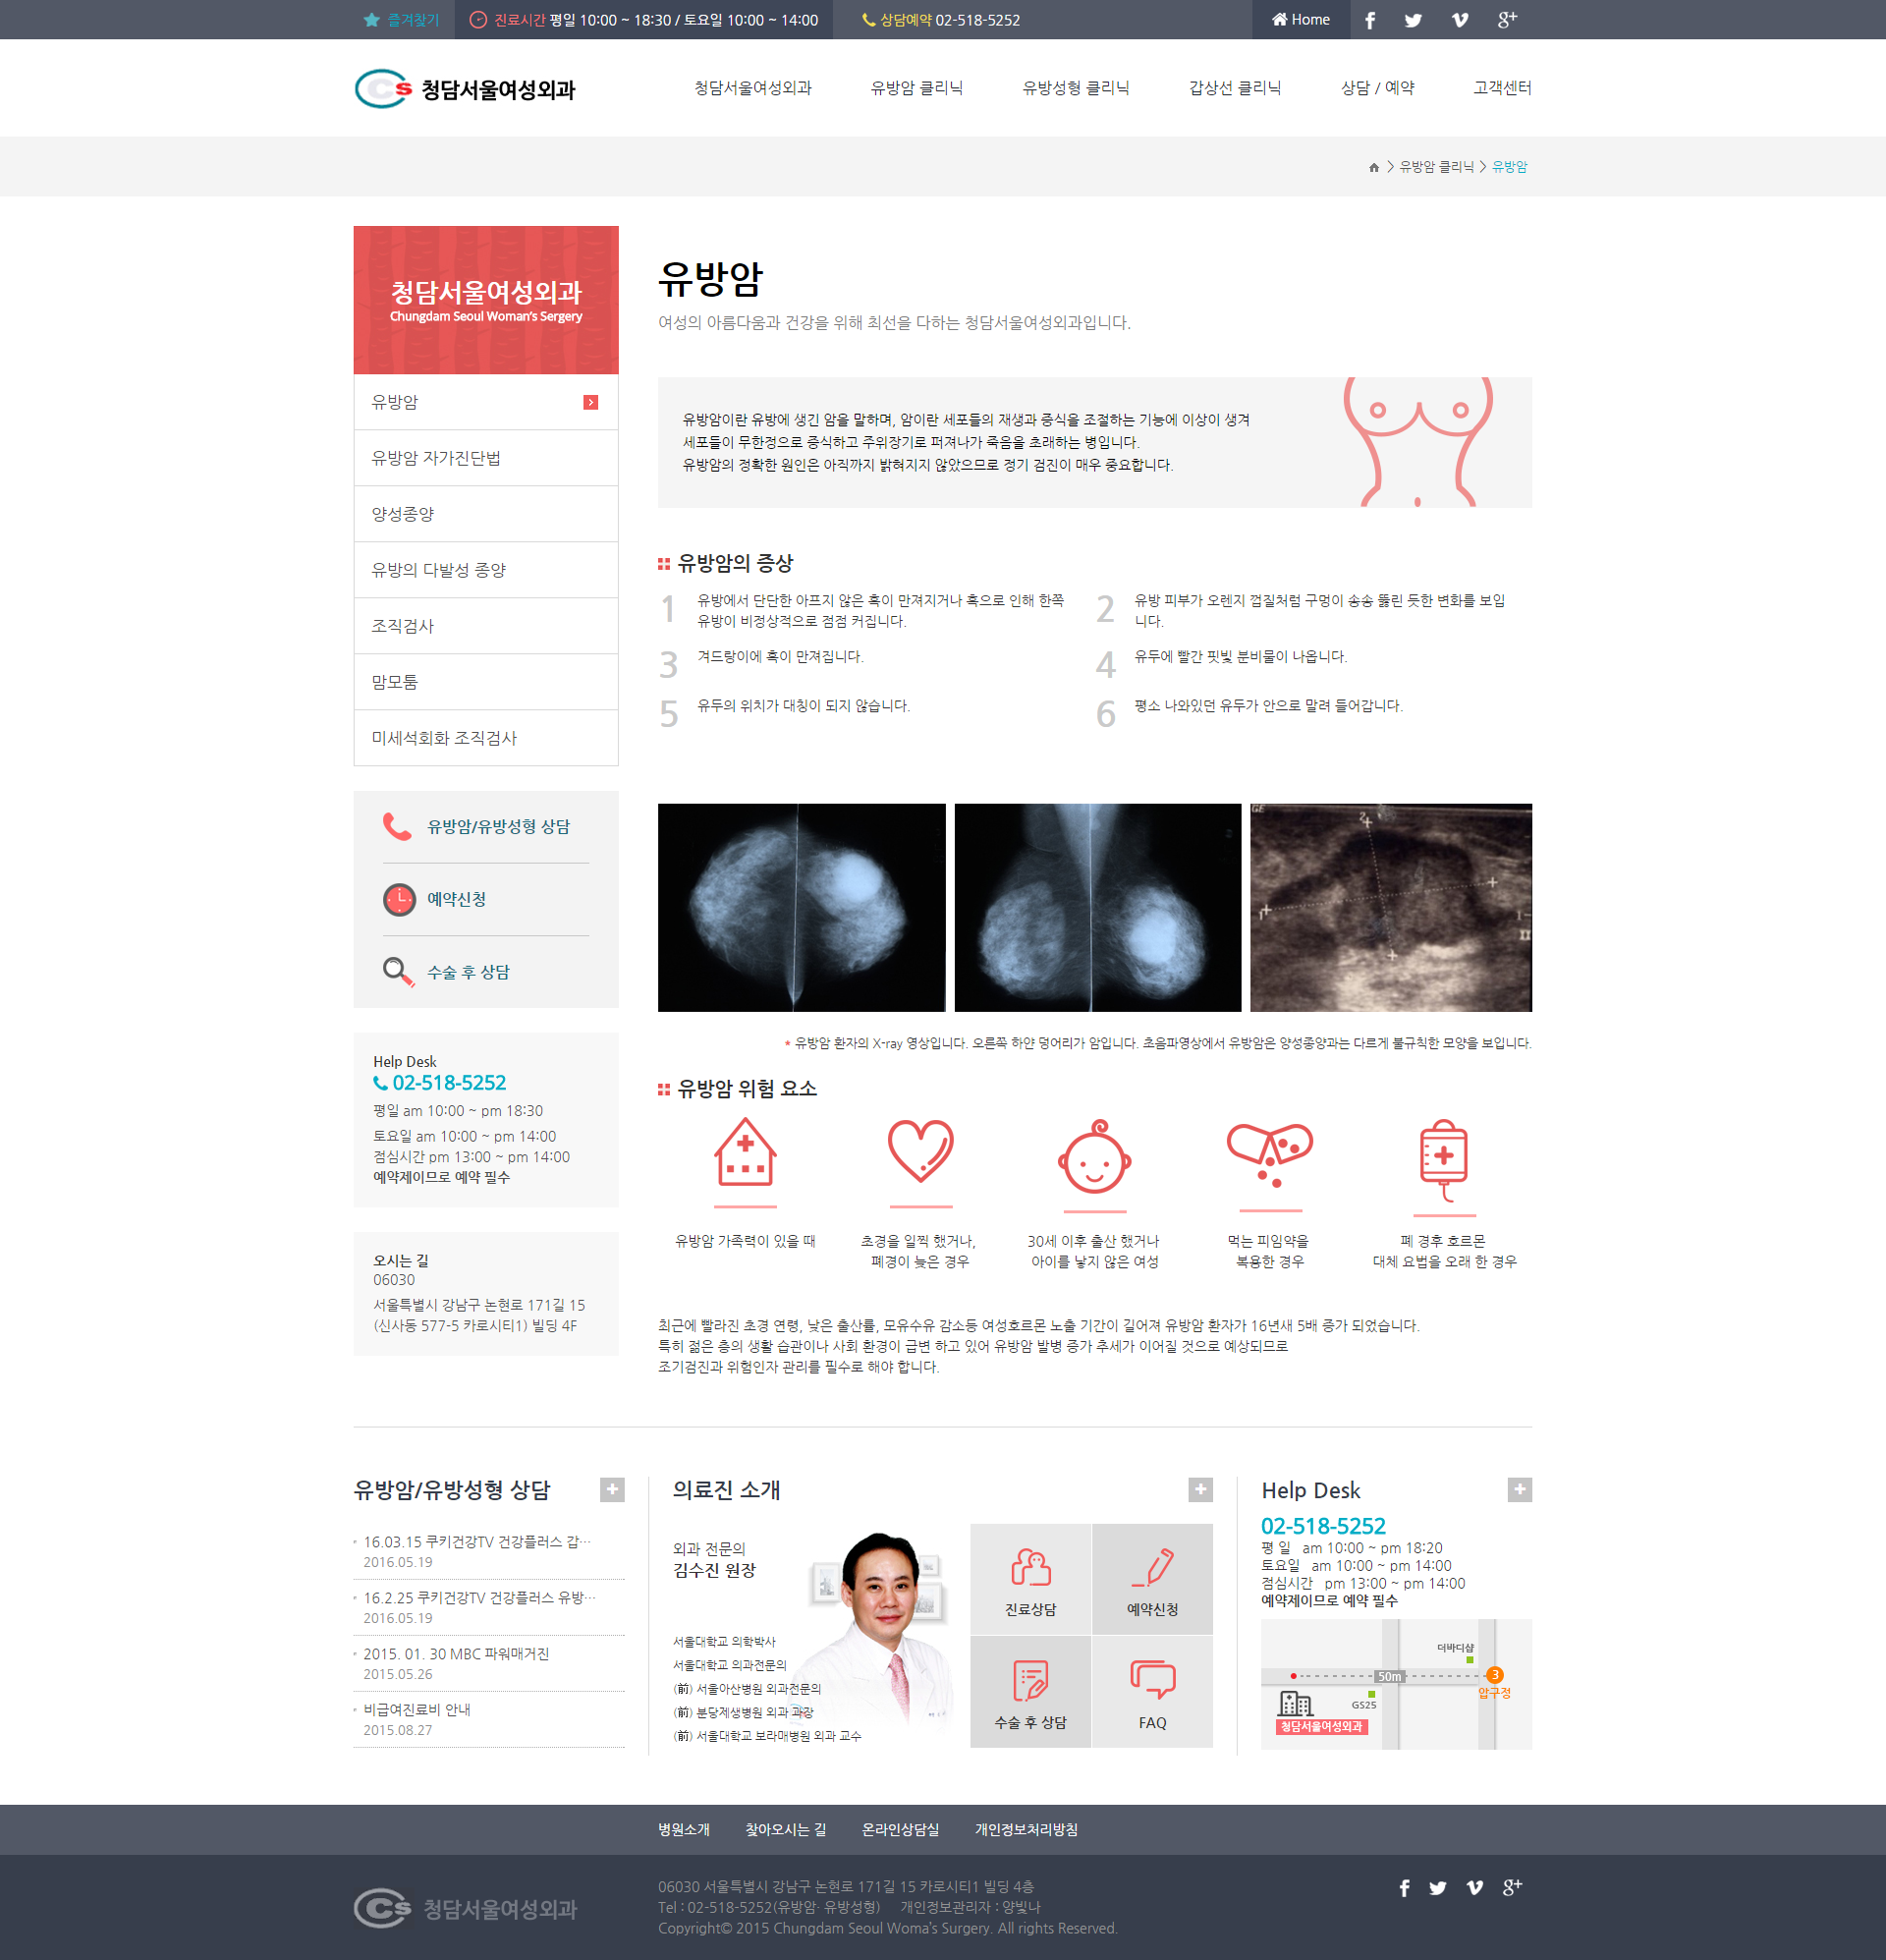 즐겨찾기
진료시간 평일 10:00 ~ 18:30 / 토요일 10:00 ~ 14:00
상담예약 02-518-5252
Home
Cs 청담서울여성외과
청담서울여성외과
유방암 클리닉
유방성형 클리닉
갑상선 클리닉
상담 / 예약
고객센터
> 유방암 클리닉 > 유방암
청담서울여성외과
Chungdam Seoul Woman's Sergery
유방암
유방암 자가진단법
양성종양
유방의 다발성 종양
조직검사
맘모툼
미세석회화 조직검사
유방암/유방성형 상담
예약신청
수술 후 상담
Help Desk
02-518-5252
평일 am 10:00 ~ pm 18:30
토요일 am 10:00 ~ pm 14:00
점심시간 pm 13:00 ~ pm 14:00
예약제이므로 예약 필수
오시는 길
06030
서울특별시 강남구 논현로 171길 15
(신사동 577-5 카로시티1) 빌딩 4F
유방암
여성의 아름다움과 건강을 위해 최선을 다하는 청담서울여성외과입니다.
유방암이란 유방에 생긴 암을 말하며, 암이란 세포들의 재생과 증식을 조절하는 기능에 이상이 생겨
세포들이 무한정으로 증식하고 주위장기로 퍼져나가 죽음을 초래하는 병입니다.
유방암의 정확한 원인은 아직까지 밝혀지지 않았으므로 정기 검진이 매우 중요합니다.
유방암의 증상
1 유방에서 단단한 아프지 않은 혹이 만져지거나 혹으로 인해 한쪽
유방이 비정상적으로 점점 커집니다.
2 유방 피부가 오렌지 껍질처럼 구멍이 송송 뚫린 듯한 변화를 보입
니다.
3 겨드랑이에 혹이 만져집니다.
4 유두에 빨간 핏빛 분비물이 나옵니다.
5 유두의 위치가 대칭이 되지 않습니다.
6 평소 나와있던 유두가 안으로 말려 들어갑니다.
GE
2
1
* 유방암 환자의 X-ray 영상입니다. 오른쪽 하얀 덩어리가 암입니다. 초음파영상에서 유방암은 양성종양과는 다르게 불규칙한 모양을 보입니다.
유방암 위험 요소
유방암 가족력이 있을 때
초경을 일찍 했거나,
폐경이 늦은 경우
30세 이후 출산 했거나
아이를 낳지 않은 여성
먹는 피임약을
복용한 경우
폐 경후 호르몬
대체 요법을 오래 한 경우
최근에 빨라진 초경 연령, 낮은 출산률, 모유수유 감소등 여성호르몬 노출 기간이 길어져 유방암 환자가 16년새 5배 증가 되었습니다.
특히 젊은 층의 생활 습관이나 사회 환경이 급변 하고 있어 유방암 발병 증가 추세가 이어질 것으로 예상되므로
조기검진과 위험인자 관리를 필수로 해야 합니다.
유방암/유방성형 상담
16.03.15 쿠키건강TV 건강플러스 갑…
2016.05.19
16.2.25 쿠키건강TV 건강플러스 유방…
2016.05.19
2015. 01. 30 MBC 파워매거진
2015.05.26
비급여진료비 안내
2015.08.27
의료진 소개
외과 전문의
김수진 원장
서울대학교 의학박사
서울대학교 외과전문의
(前) 서울아산병원 외과전문의
(前) 분당제생병원 외과 과장
(前) 서울대학교 보라매병원 외과 교수
진료상담
예약신청
수술 후 상담
FAQ
Help Desk
02-518-5252
평 일 am 10:00 ~ pm 18:20
토요일 am 10:00 ~ pm 14:00
점심시간 pm 13:00 ~ pm 14:00
예약제이므로 예약 필수
더바디샵
50m
3
압구정
GS25
청담서울여성외과
병원소개
찾아오시는 길
온라인상담실
개인정보처리방침
Cs 청담서울여성외과
06030 서울특별시 강남구 논현로 171길 15 카로시티1 빌딩 4층
Tel : 02-518-5252(유방암· 유방성형) 개인정보관리자 : 양빛나
Copyright© 2015 Chungdam Seoul Woma's Surgery. All rights Reserved.